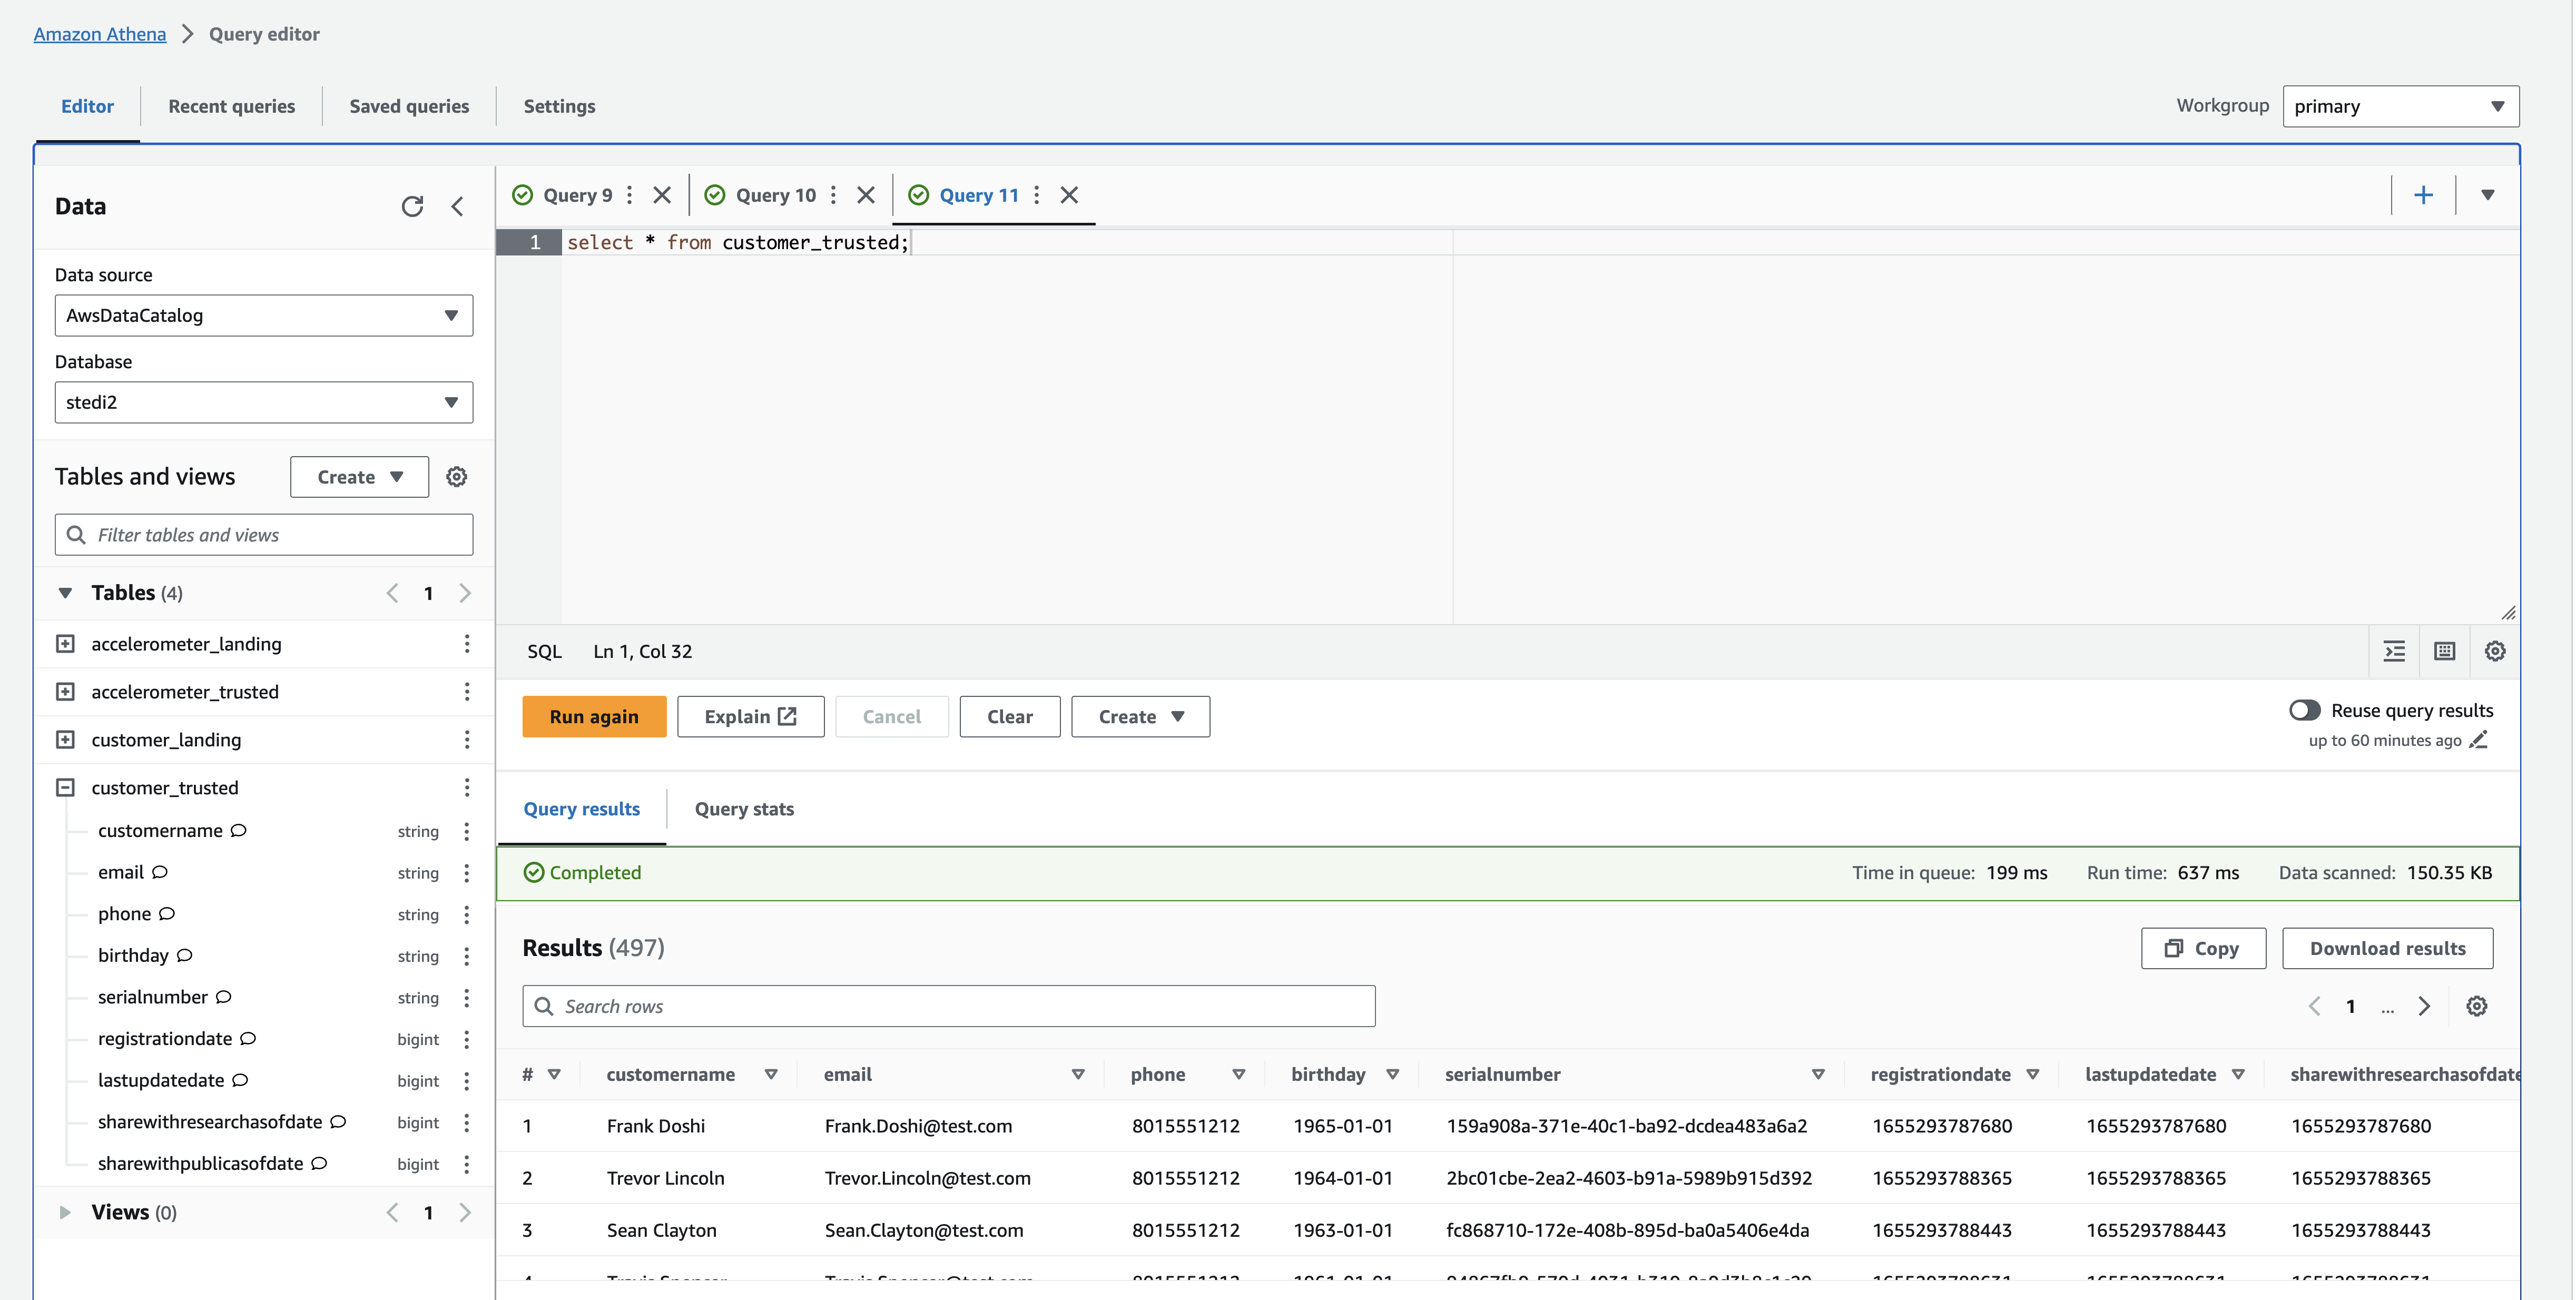 Amazon Athena > Query editor
Editor Recent queries Saved queries Settings Workgroup primary
Data
Data source
AwsDataCatalog
Database
stedi2
Tables and views Create
Filter tables and views
Tables (4) 1
accelerometer_landing
accelerometer_trusted
customer_landing
customer_trusted
customername string
email string
phone string
birthday string
serialnumber string
registrationdate bigint
lastupdatedate bigint
sharewithresearchasofdate bigint
sharewithpublicasofdate bigint
Views (0) 1
Query 9 Query 10 Query 11
1 select * from customer_trusted;
SQL Ln 1, Col 32
Run again Explain Cancel Clear Create Reuse query results
up to 60 minutes ago
Query results Query stats
Completed Time in queue: 199 ms Run time: 637 ms Data scanned: 150.35 KB
Results (497) Copy Download results
Search rows 1 ...
# customername email phone birthday serialnumber registrationdate lastupdatedate sharewithresearchasofdate
1 Frank Doshi Frank.Doshi@test.com 8015551212 1965-01-01 159a908a-371e-40c1-ba92-dcdea483a6a2 1655293787680 1655293787680 1655293787680
2 Trevor Lincoln Trevor.Lincoln@test.com 8015551212 1964-01-01 2bc01cbe-2ea2-4603-b91a-5989b915d392 1655293788365 1655293788365 1655293788365
3 Sean Clayton Sean.Clayton@test.com 8015551212 1963-01-01 fc868710-172e-408b-895d-ba0a5406e4da 1655293788443 1655293788443 1655293788443